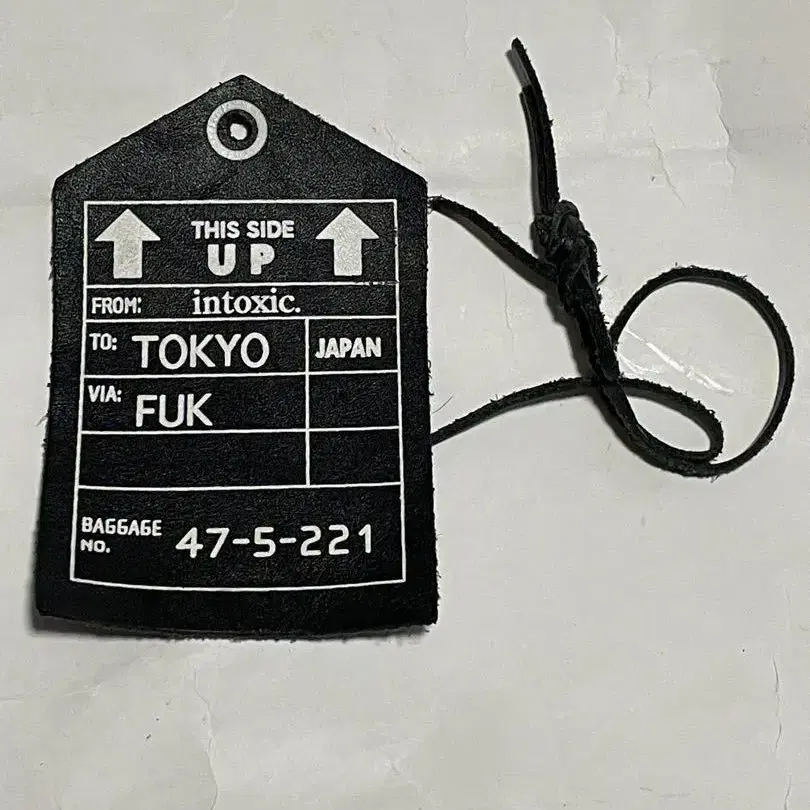 THIS SIDE
UP
FROM: intoxic.
TO: TOKYO JAPAN
VIA: FUK
BAGGAGE
NO. 47-5-221